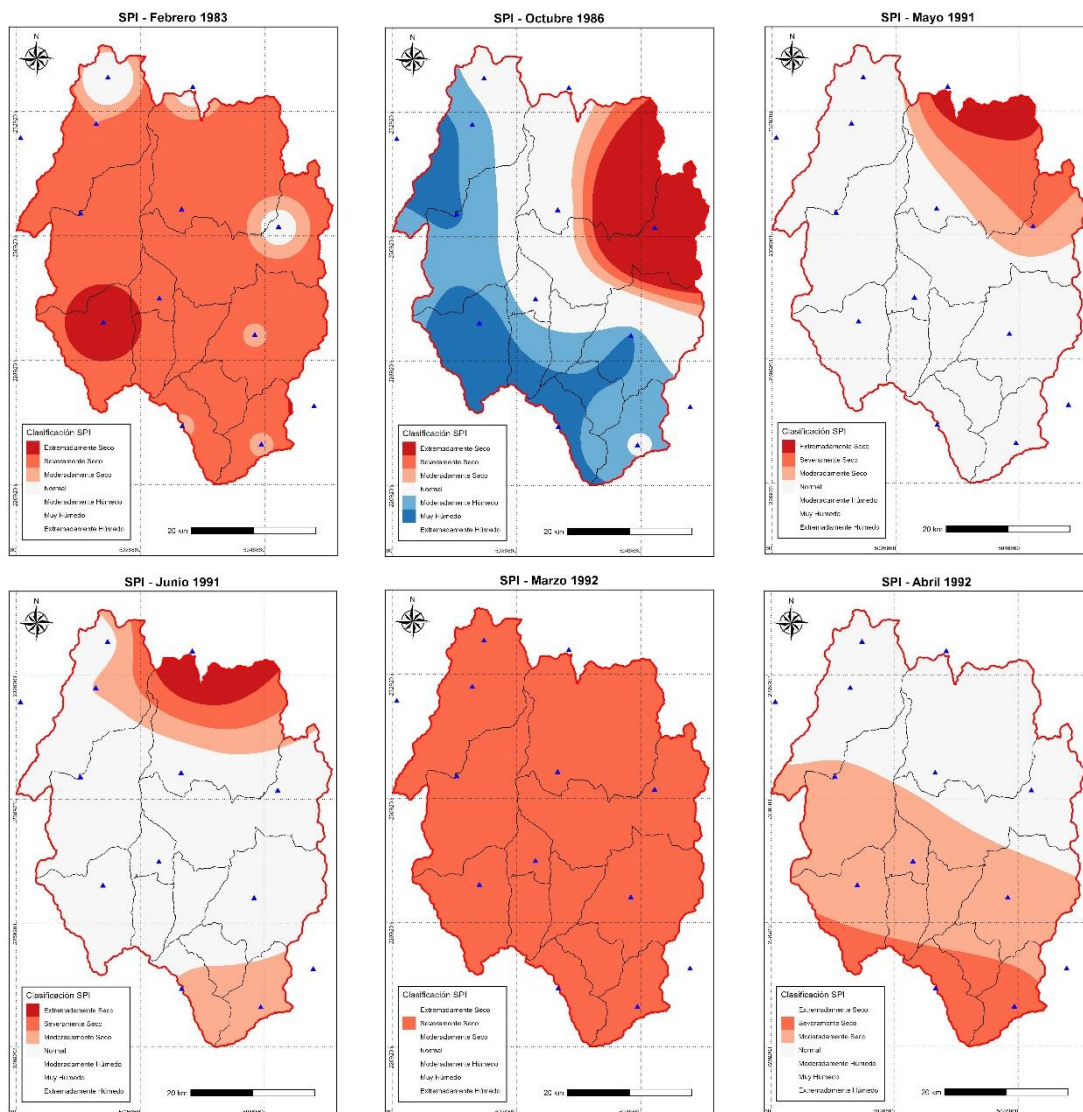 SPI - Febrero 1983
N
Clasificación SPI
Extremadamente Seco
Severamente Seco
Moderadamente Seco
Normal
Moderadamente Húmedo
Muy Húmedo
Extremadamente Húmedo
20 km
SPI - Octubre 1986
N
Clasificación SPI
Extremadamente Seco
Severamente Seco
Moderadamente Seco
Normal
Moderadamente Húmedo
Muy Húmedo
Extremadamente Húmedo
20 km
SPI - Mayo 1991
N
Clasificación SPI
Extremadamente Seco
Severamente Seco
Moderadamente Seco
Normal
Moderadamente Húmedo
Muy Húmedo
Extremadamente Húmedo
20 km
SPI - Junio 1991
N
Clasificación SPI
Extremadamente Seco
Severamente Seco
Moderadamente Seco
Normal
Moderadamente Húmedo
Muy Húmedo
Extremadamente Húmedo
20 km
SPI - Marzo 1992
N
Clasificación SPI
Extremadamente Seco
Severamente Seco
Moderadamente Seco
Normal
Moderadamente Húmedo
Muy Húmedo
Extremadamente Húmedo
20 km
SPI - Abril 1992
N
Clasificación SPI
Extremadamente Seco
Severamente Seco
Moderadamente Seco
Normal
Moderadamente Húmedo
Muy Húmedo
Extremadamente Húmedo
20 km